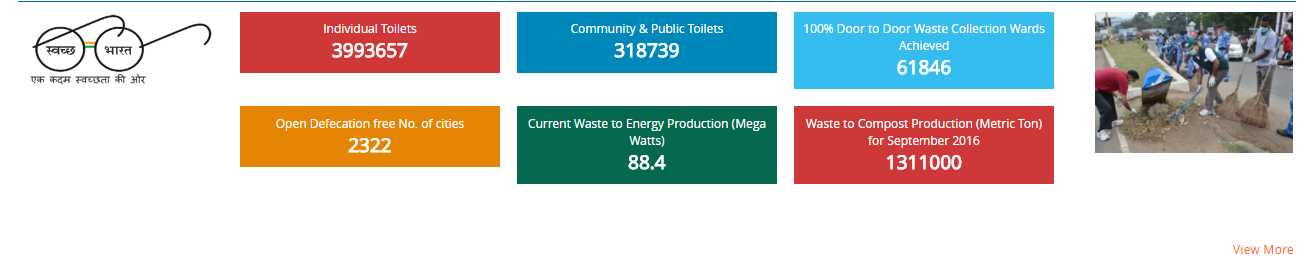 स्वच्छ भारत
एक कदम स्वच्छता की ओर
Individual Toilets
3993657
Community & Public Toilets
318739
100% Door to Door Waste Collection Wards
Achieved
61846
Open Defecation free No. of cities
2322
Current Waste to Energy Production (Mega
Watts)
88.4
Waste to Compost Production (Metric Ton)
for September 2016
1311000
View More